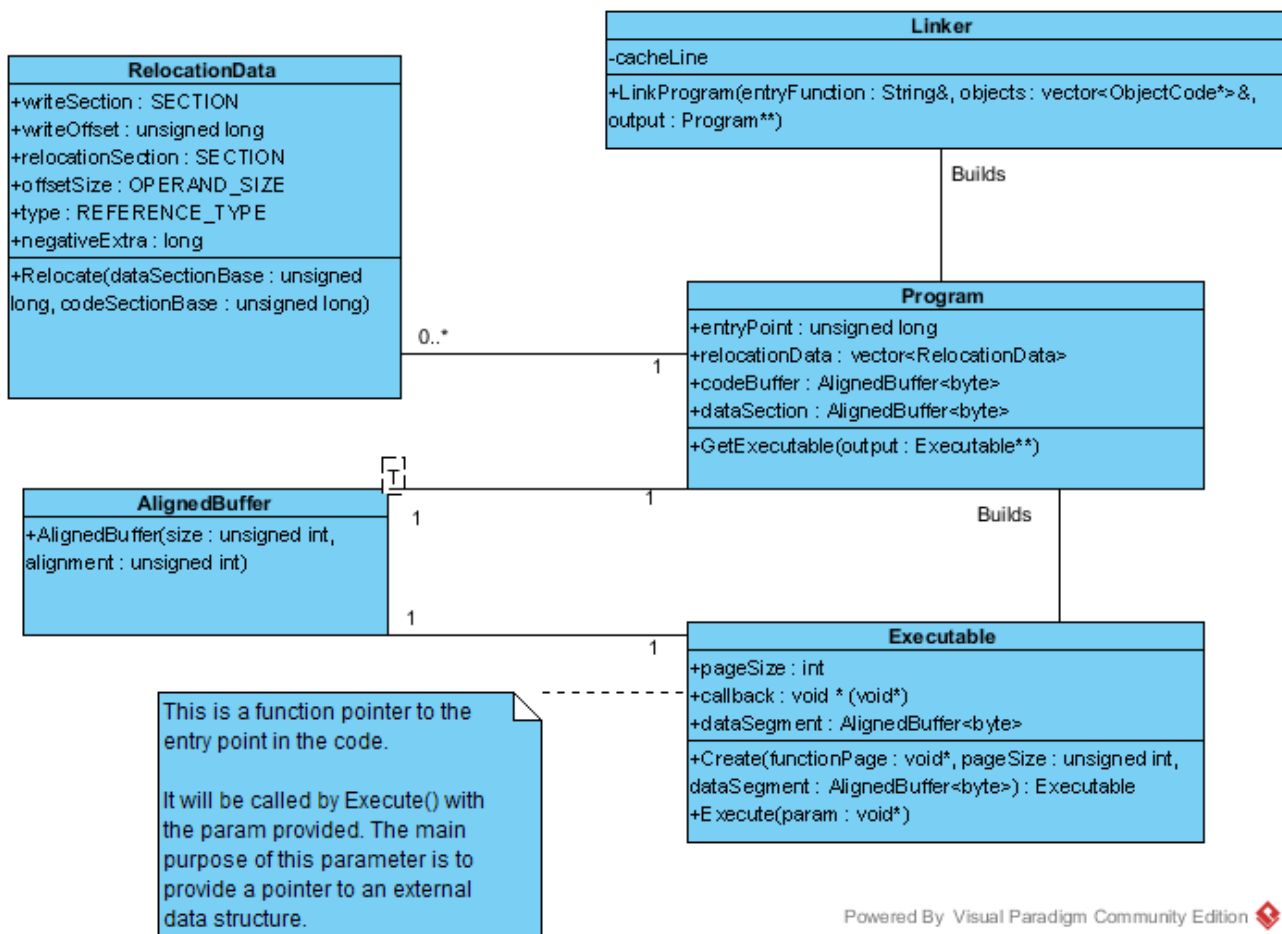 Linker
-cacheLine
+LinkProgram(entryFunction : String&, objects : vector<ObjectCode*>&,
output : Program**)
RelocationData
+writeSection : SECTION
+writeOffset : unsigned long
+relocationSection : SECTION
+offsetSize : OPERAND_SIZE
+type : REFERENCE_TYPE
+negativeExtra : long
+Relocate(dataSectionBase : unsigned
long, codeSectionBase : unsigned long)
Builds
Program
+entryPoint : unsigned long
+relocationData : vector<RelocationData>
+codeBuffer : AlignedBuffer<byte>
+dataSection : AlignedBuffer<byte>
+GetExecutable(output : Executable**)
0..*
1
T
AlignedBuffer
+AlignedBuffer(size : unsigned int,
alignment : unsigned int)
1
1
Builds
1
1
Executable
+pageSize : int
+callback : void * (void*)
+dataSegment : AlignedBuffer<byte>
+Create(functionPage : void*, pageSize : unsigned int,
dataSegment : AlignedBuffer<byte>) : Executable
+Execute(param : void*)
This is a function pointer to the
entry point in the code.
It will be called by Execute() with
the param provided. The main
purpose of this parameter is to
provide a pointer to an external
data structure.
Powered By Visual Paradigm Community Edition